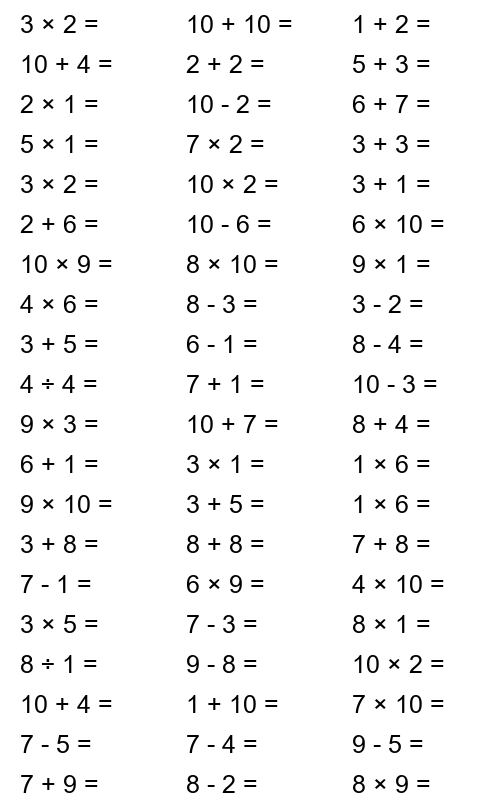 3 × 2 = 10 + 10 = 1 + 2 =
10 + 4 = 2 + 2 = 5 + 3 =
2 × 1 = 10 - 2 = 6 + 7 =
5 × 1 = 7 × 2 = 3 + 3 =
3 × 2 = 10 × 2 = 3 + 1 =
2 + 6 = 10 - 6 = 6 × 10 =
10 × 9 = 8 × 10 = 9 × 1 =
4 × 6 = 8 - 3 = 3 - 2 =
3 + 5 = 6 - 1 = 8 - 4 =
4 ÷ 4 = 7 + 1 = 10 - 3 =
9 × 3 = 10 + 7 = 8 + 4 =
6 + 1 = 3 × 1 = 1 × 6 =
9 × 10 = 3 + 5 = 1 × 6 =
3 + 8 = 8 + 8 = 7 + 8 =
7 - 1 = 6 × 9 = 4 × 10 =
3 × 5 = 7 - 3 = 8 × 1 =
8 ÷ 1 = 9 - 8 = 10 × 2 =
10 + 4 = 1 + 10 = 7 × 10 =
7 - 5 = 7 - 4 = 9 - 5 =
7 + 9 = 8 - 2 = 8 × 9 =